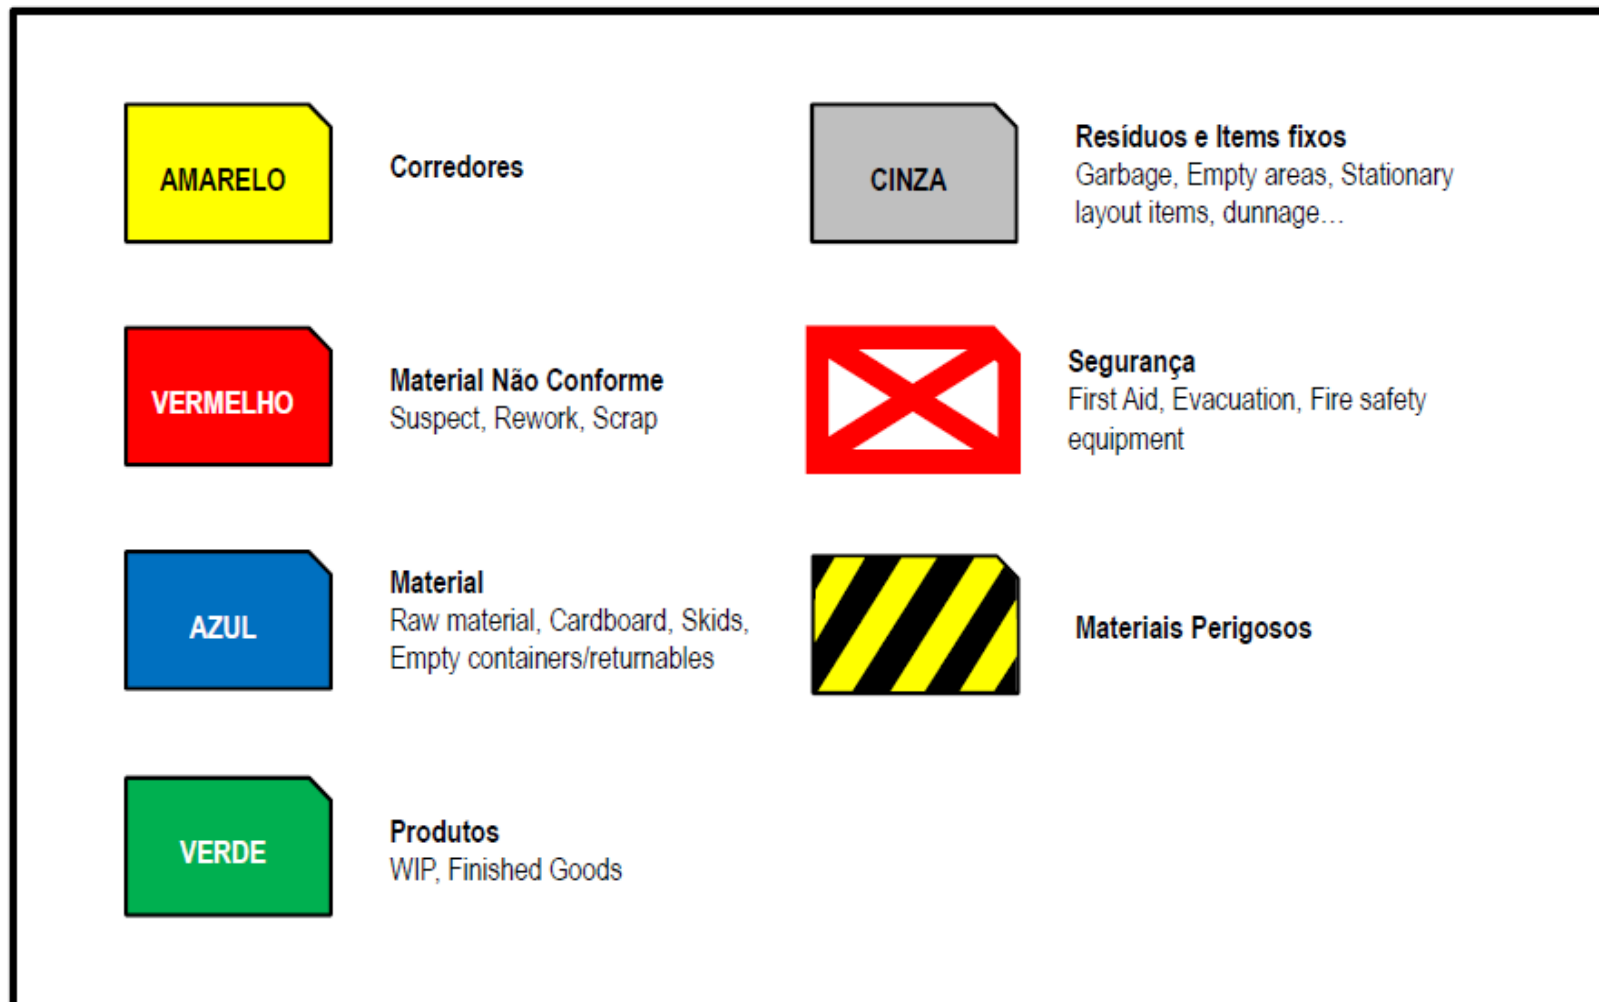 AMARELO
Corredores
VERMELHO
Material Não Conforme
Suspect, Rework, Scrap
AZUL
Material
Raw material, Cardboard, Skids,
Empty containers/returnables
VERDE
Produtos
WIP, Finished Goods
CINZA
Resíduos e Items fixos
Garbage, Empty areas, Stationary
layout items, dunnage...
Segurança
First Aid, Evacuation, Fire safety
equipment
Materiais Perigosos